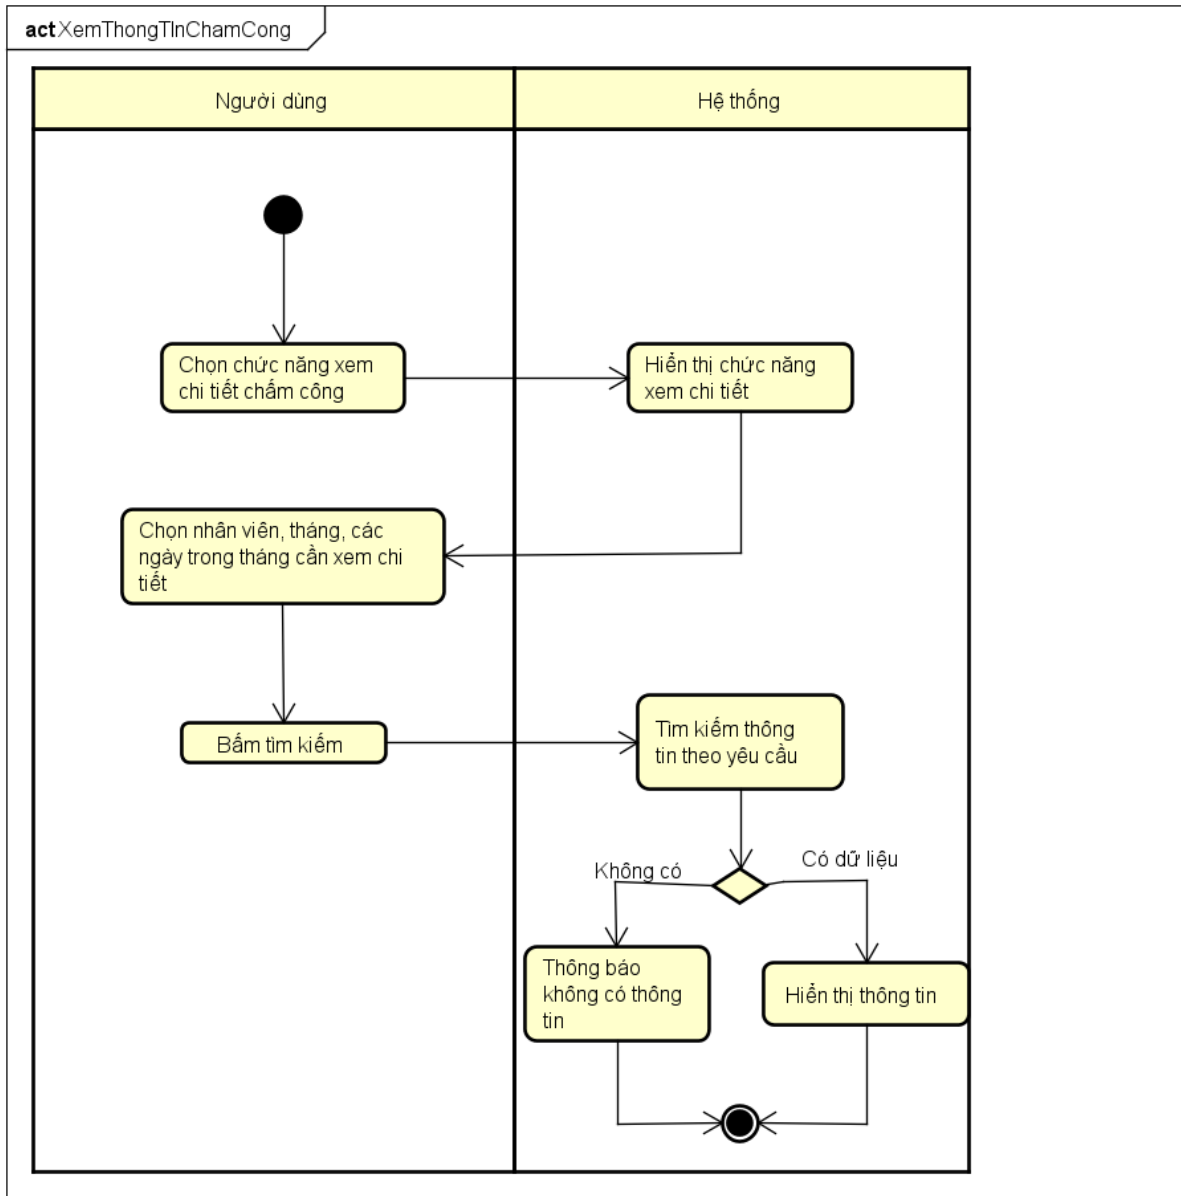 act XemThongTInChamCong
Người dùng
Hệ thống
Chọn chức năng xem
chi tiết chấm công
Hiển thị chức năng
xem chi tiết
Chọn nhân viên, tháng, các
ngày trong tháng cần xem chi
tiết
Bấm tìm kiếm
Tìm kiếm thông
tin theo yêu cầu
Không có
Có dữ liệu
Thông báo
không có thông
tin
Hiển thị thông tin